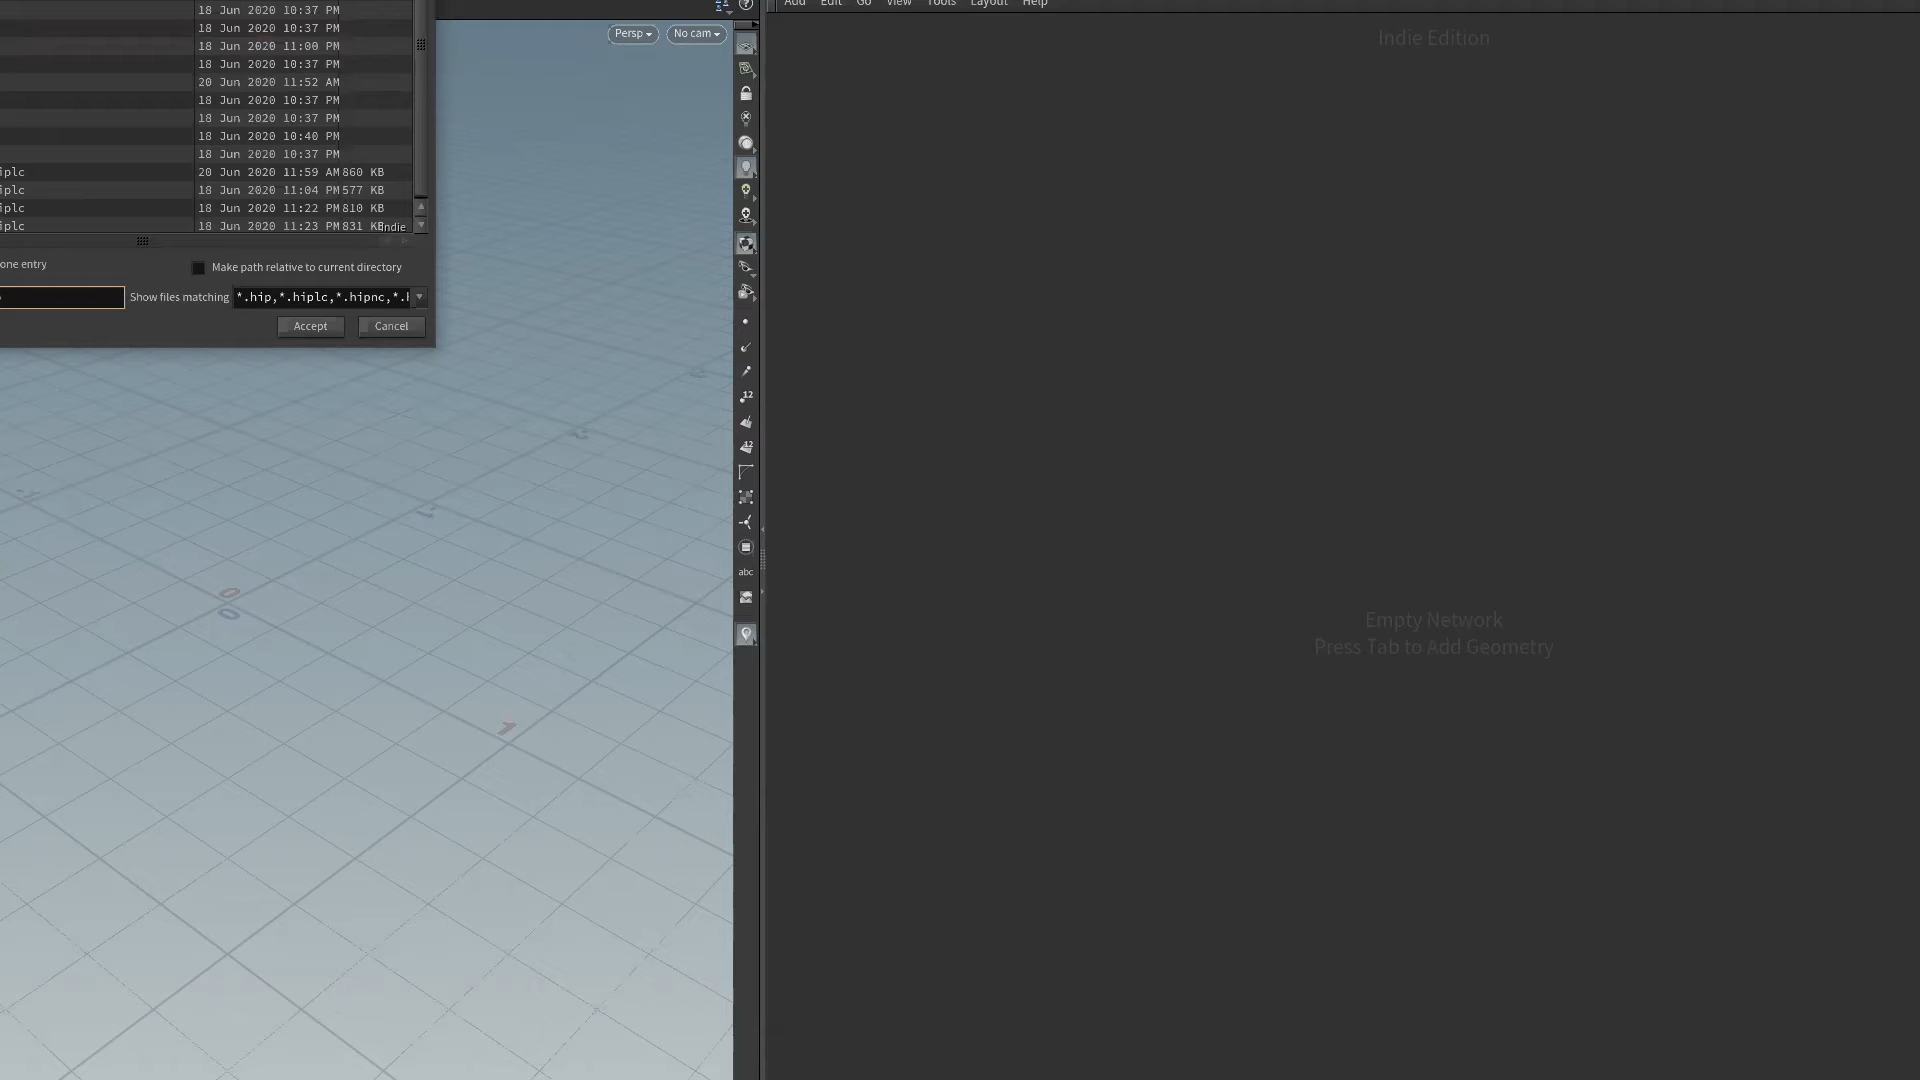 Add Edit Go View Tools Layout Help
18 Jun 2020 10:37 PM
18 Jun 2020 10:37 PM
18 Jun 2020 11:00 PM
18 Jun 2020 10:37 PM
20 Jun 2020 11:52 AM
18 Jun 2020 10:37 PM
18 Jun 2020 10:37 PM
18 Jun 2020 10:40 PM
18 Jun 2020 10:37 PM
iplc 20 Jun 2020 11:59 AM 860 KB
iplc 18 Jun 2020 11:04 PM 577 KB
iplc 18 Jun 2020 11:22 PM 810 KB
iplc 18 Jun 2020 11:23 PM 831 KB
Indie
one entry
Make path relative to current directory
Show files matching *.hip,*.hiplc,*.hipnc,*.h
Accept Cancel
Persp No cam
12
12
abc
0
0
1
Indie Edition
Empty Network
Press Tab to Add Geometry